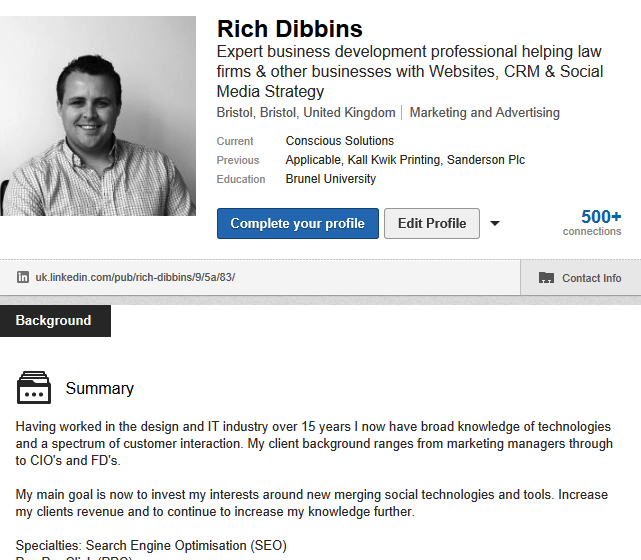 Rich Dibbins
Expert business development professional helping law
firms & other businesses with Websites, CRM & Social
Media Strategy
Bristol, Bristol, United Kingdom | Marketing and Advertising
Current Conscious Solutions
Previous Applicable, Kall Kwik Printing, Sanderson Plc
Education Brunel University
Complete your profile Edit Profile 500+
connections
in uk.linkedin.com/pub/rich-dibbins/9/5a/83/ Contact Info
Background
Summary
Having worked in the design and IT industry over 15 years I now have broad knowledge of technologies
and a spectrum of customer interaction. My client background ranges from marketing managers through
to CIO's and FD's.
My main goal is now to invest my interests around new merging social technologies and tools. Increase
my clients revenue and to continue to increase my knowledge further.
Specialties: Search Engine Optimisation (SEO)